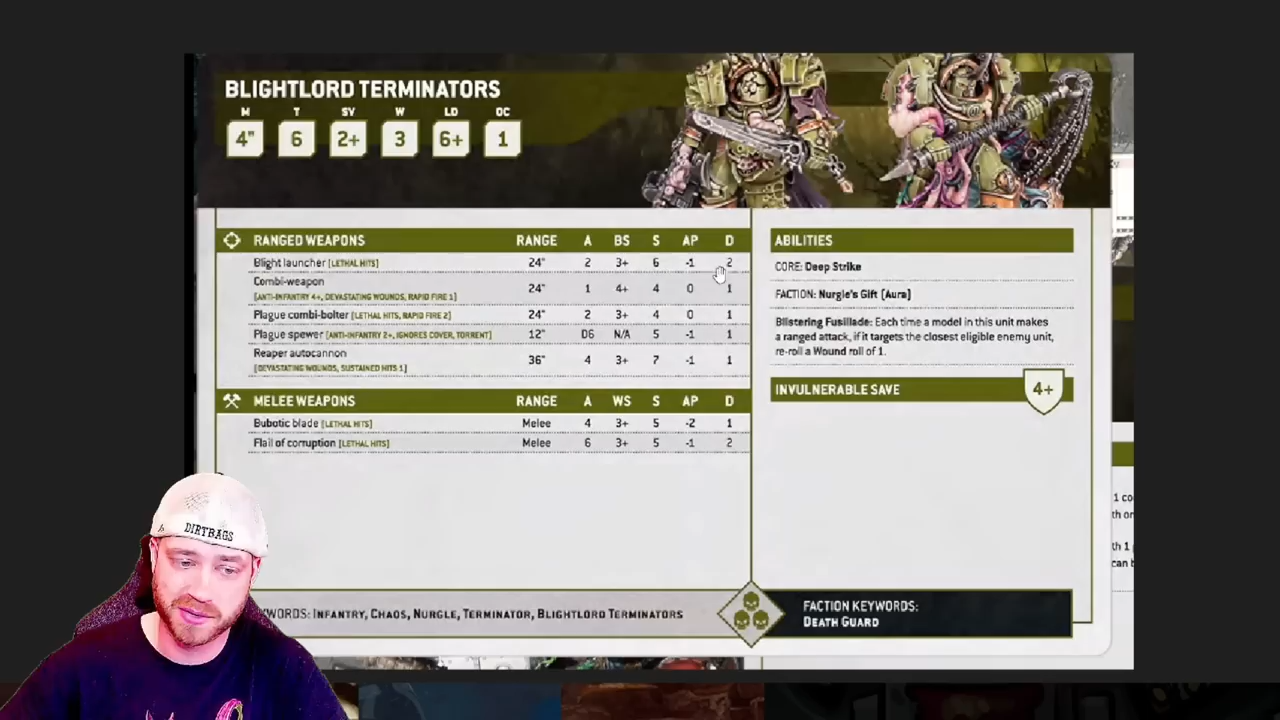 BLIGHTLORD TERMINATORS
M T SV W LD OC
4" 6 2+ 3 6+ 1
RANGED WEAPONS RANGE A BS S AP D
Blight launcher [LETHAL HITS] 24" 2 3+ 6 -1 2
Combi-weapon
[ANTI-INFANTRY 4+, DEVASTATING WOUNDS, RAPID FIRE 1] 24" 1 4+ 4 0 1
Plague combi-bolter [LETHAL HITS, RAPID FIRE 2] 24" 2 3+ 4 0 1
Plague spewer [ANTI-INFANTRY 2+, IGNORES COVER, TORRENT] 12" D6 N/A 5 -1 1
Reaper autocannon
[DEVASTATING WOUNDS, SUSTAINED HITS 1] 36" 4 3+ 7 -1 1
MELEE WEAPONS RANGE A WS S AP D
Bubotic blade [LETHAL HITS] Melee 4 3+ 5 -2 1
Flail of corruption [LETHAL HITS] Melee 6 3+ 5 -1 2
ABILITIES
CORE: Deep Strike
FACTION: Nurgle's Gift (Aura)
Blistering Fusillade: Each time a model in this unit makes
a ranged attack, if it targets the closest eligible enemy unit,
re-roll a Wound roll of 1.
INVULNERABLE SAVE 4+
YWORDS: INFANTRY, CHAOS, NURGLE, TERMINATOR, BLIGHTLORD TERMINATORS
FACTION KEYWORDS:
DEATH GUARD
1 co
th or
th 1
can b
DIRTBAGS